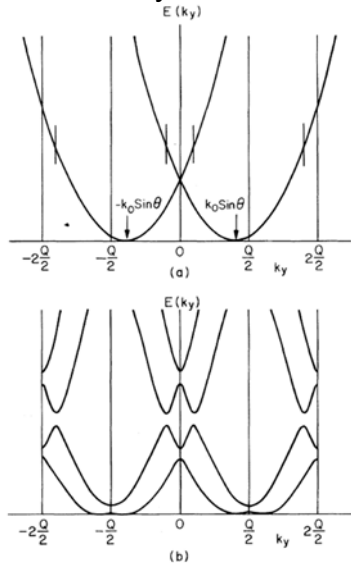 E(ky)
-k₀Sinθ
k₀Sinθ
-2Q/2
-Q/2
0
Q/2
2Q/2
(a)
ky
E(ky)
-2Q/2
-Q/2
0
Q/2
ky
2Q/2
(b)